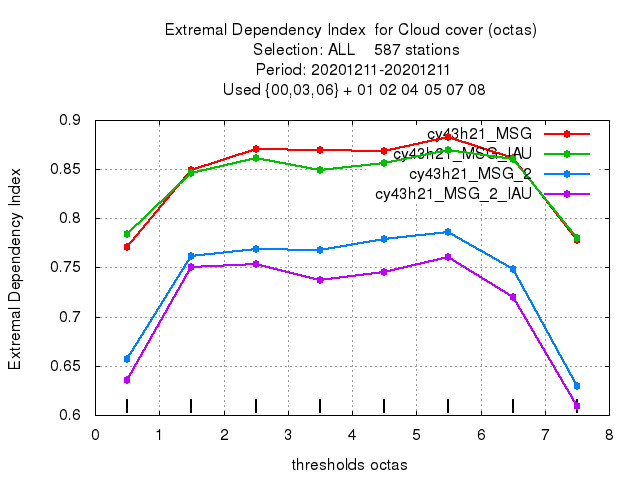 Extremal Dependency Index  for Cloud cover (octas)
Selection: ALL    587 stations
Period: 20201211-20201211
Used {00,03,06} + 01 02 04 05 07 08
Extremal Dependency Index
0.9
0.85
0.8
0.75
0.7
0.65
0.6
cy43h21_MSG
cy43h21_MSG_IAU
cy43h21_MSG_2
cy43h21_MSG_2_IAU
0 1 2 3 4 5 6 7 8
thresholds octas